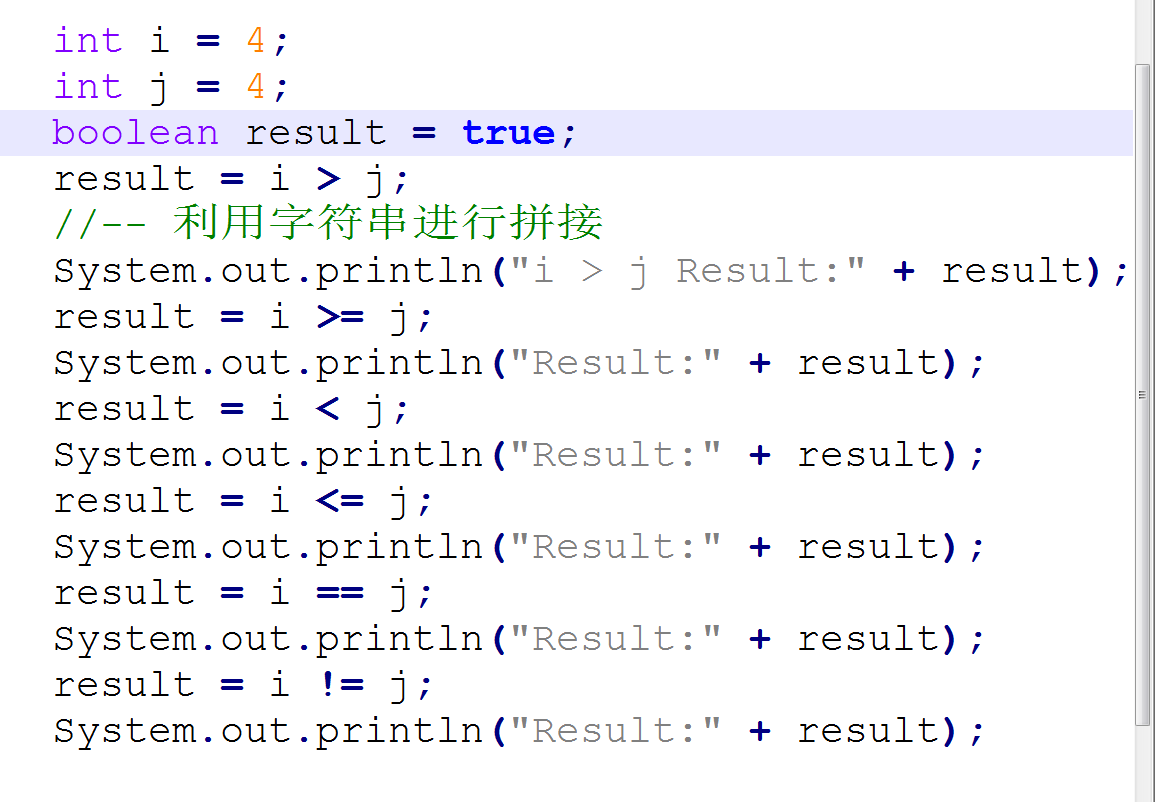 int i = 4;
int j = 4;
boolean result = true;
result = i > j;
//-- 利用字符串进行拼接
System.out.println("i > j Result:" + result);
result = i >= j;
System.out.println("Result:" + result);
result = i < j;
System.out.println("Result:" + result);
result = i <= j;
System.out.println("Result:" + result);
result = i == j;
System.out.println("Result:" + result);
result = i != j;
System.out.println("Result:" + result);